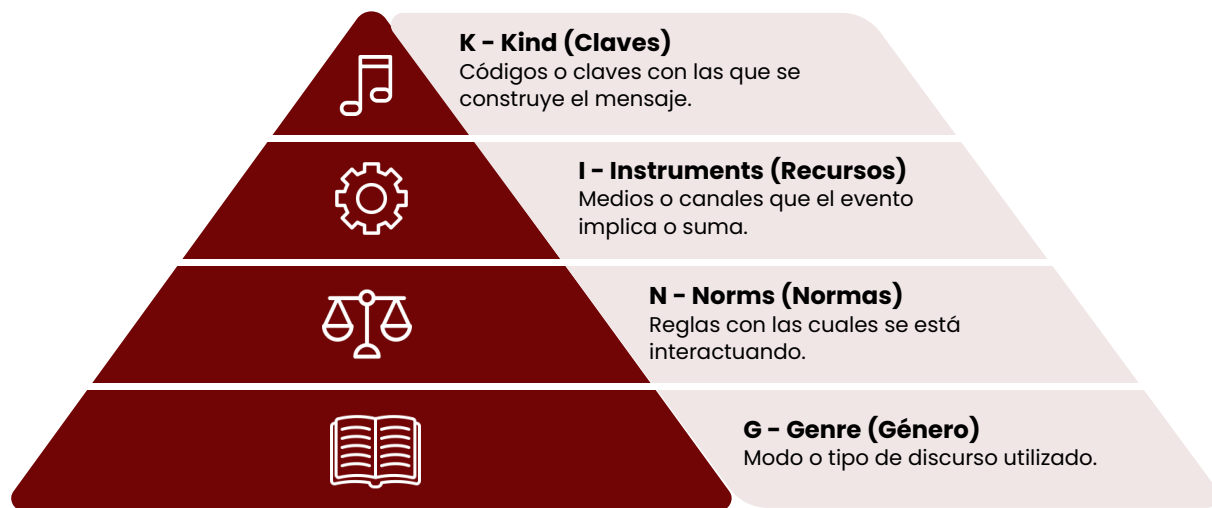 K - Kind (Claves)
Códigos o claves con las que se
construye el mensaje.
I - Instruments (Recursos)
Medios o canales que el evento
implica o suma.
N - Norms (Normas)
Reglas con las cuales se está
interactuando.
G - Genre (Género)
Modo o tipo de discurso utilizado.